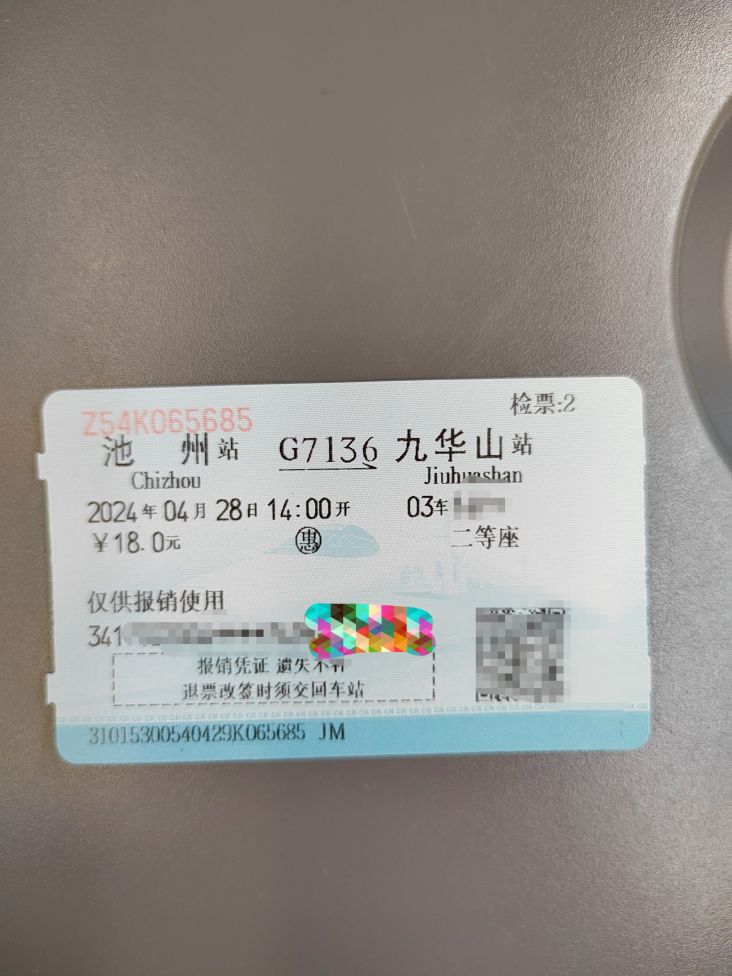 检票:2
Z54K065685
池州站 G7136 九华山站
Chizhou Jiuhuashan
2024年04月28日14:00开 03车
¥18.0元 惠 二等座
仅供报销使用
341
报销凭证 遗失不补
退票改签时须交回车站
31015300540429K065685 JM